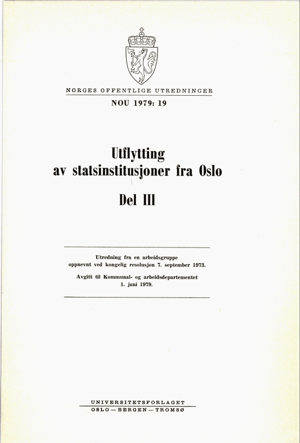 NORGES OFFENTLIGE UTREDNINGER
NOU 1979: 19
Utflytting
av statsinstitusjoner fra Oslo
Del III
Utredning fra en arbeidsgruppe
oppnevnt ved kongelig resolusjon 7. september 1973.
Avgitt til Kommunal- og arbeidsdepartementet
1. juni 1979.
UNIVERSITETSFORLAGET
OSLO — BERGEN — TROMSØ